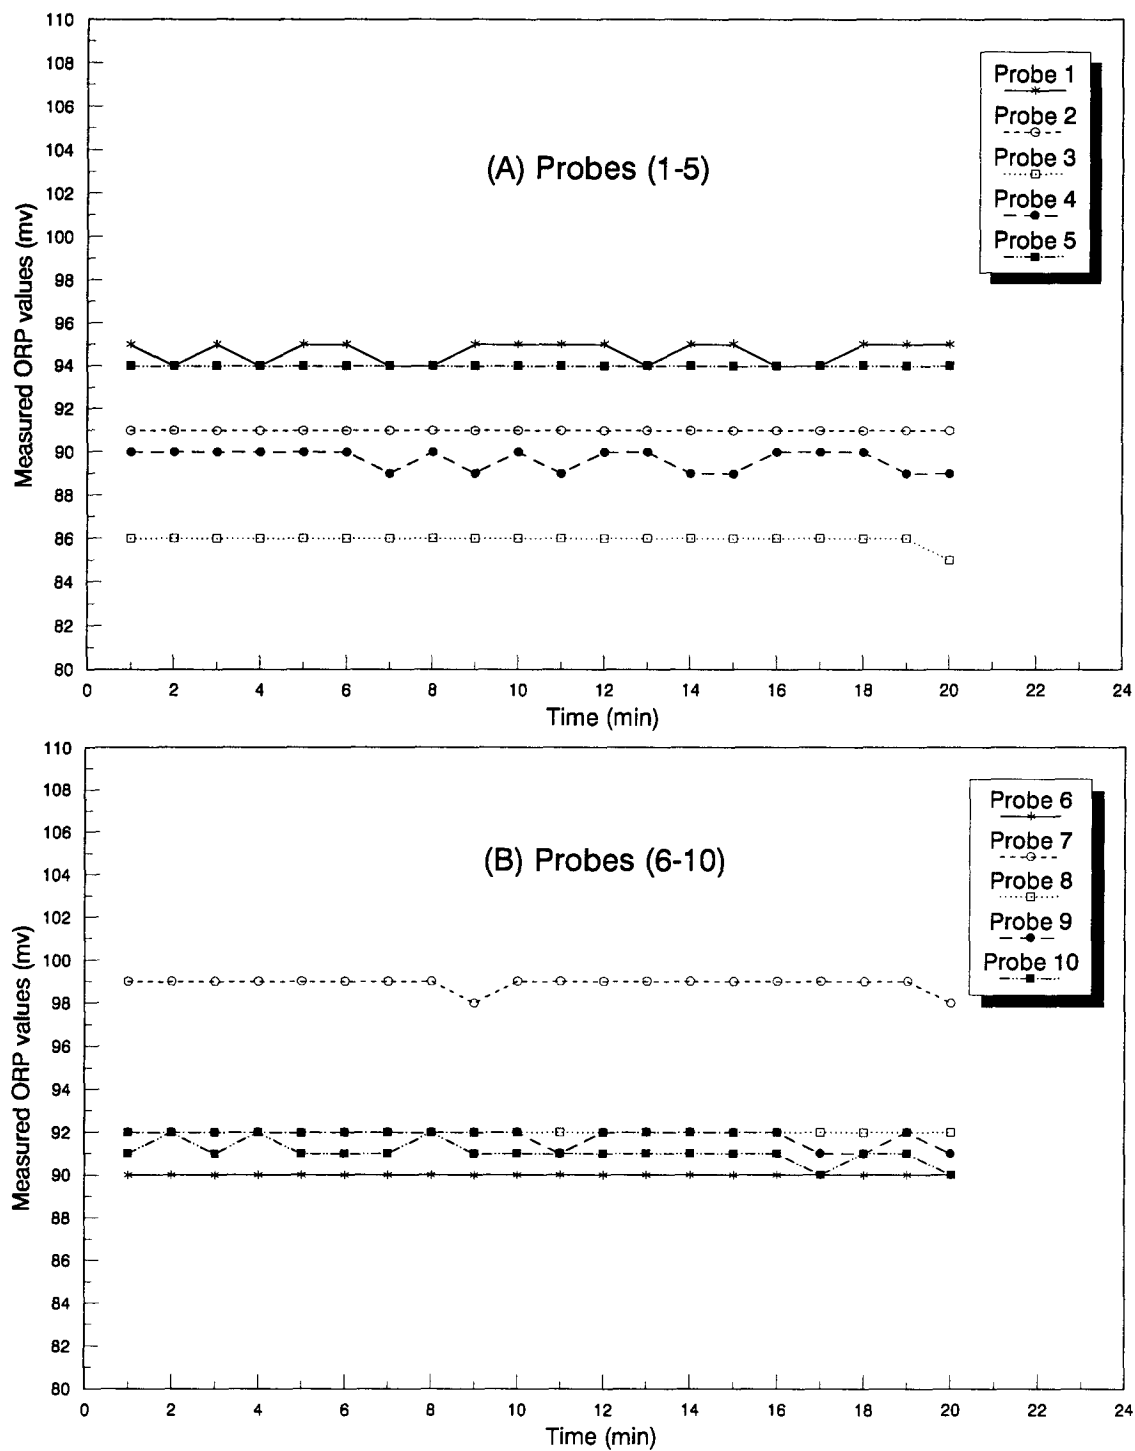 110
108
106
104
102
100
98
96
94
92
90
88
86
84
82
80
Measured ORP values (mv)
(A) Probes (1-5)
Probe 1
Probe 2
Probe 3
Probe 4
Probe 5
0 2 4 6 8 10 12 14 16 18 20 22 24
Time (min)
110
108
106
104
102
100
98
96
94
92
90
88
86
84
82
80
Measured ORP values (mv)
(B) Probes (6-10)
Probe 6
Probe 7
Probe 8
Probe 9
Probe 10
0 2 4 6 8 10 12 14 16 18 20 22 24
Time (min)